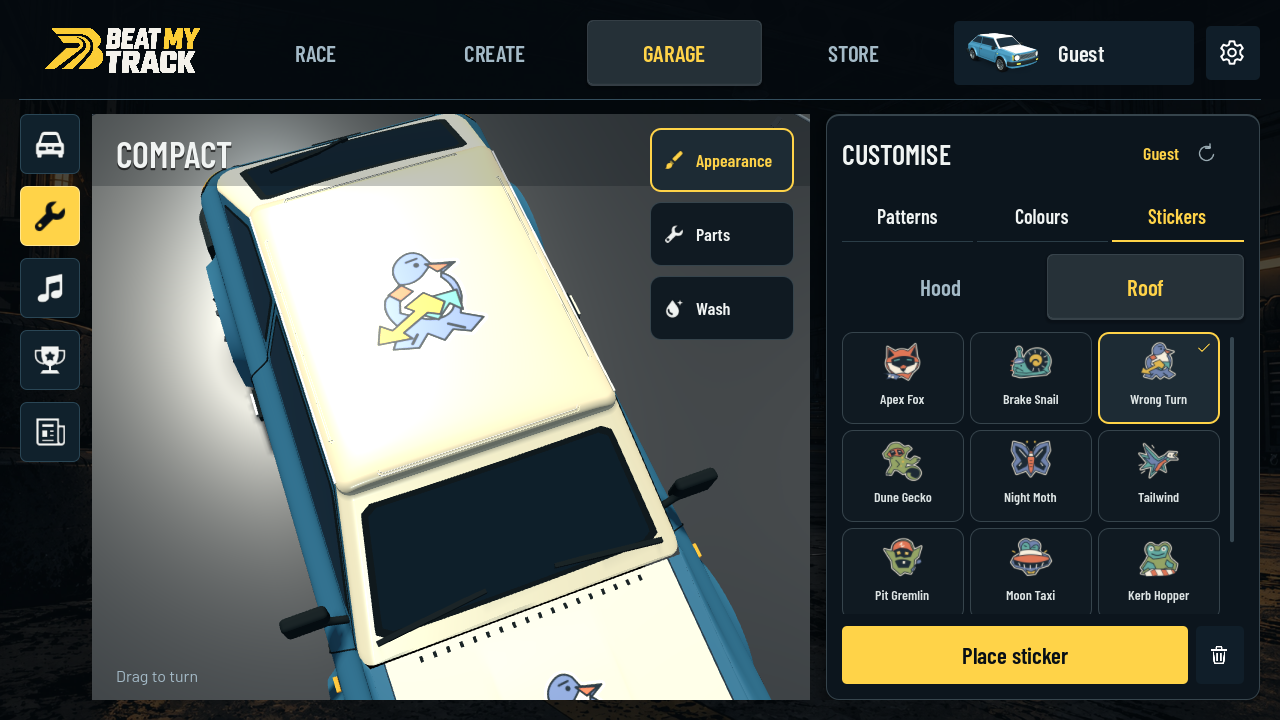 BEAT MY
TRACK
RACE
CREATE
GARAGE
STORE
Guest
COMPACT
Appearance
Parts
Wash
Drag to turn
CUSTOMISE
Guest
Patterns
Colours
Stickers
Hood
Roof
Apex Fox
Brake Snail
Wrong Turn
Dune Gecko
Night Moth
Tailwind
Pit Gremlin
Moon Taxi
Kerb Hopper
Place sticker